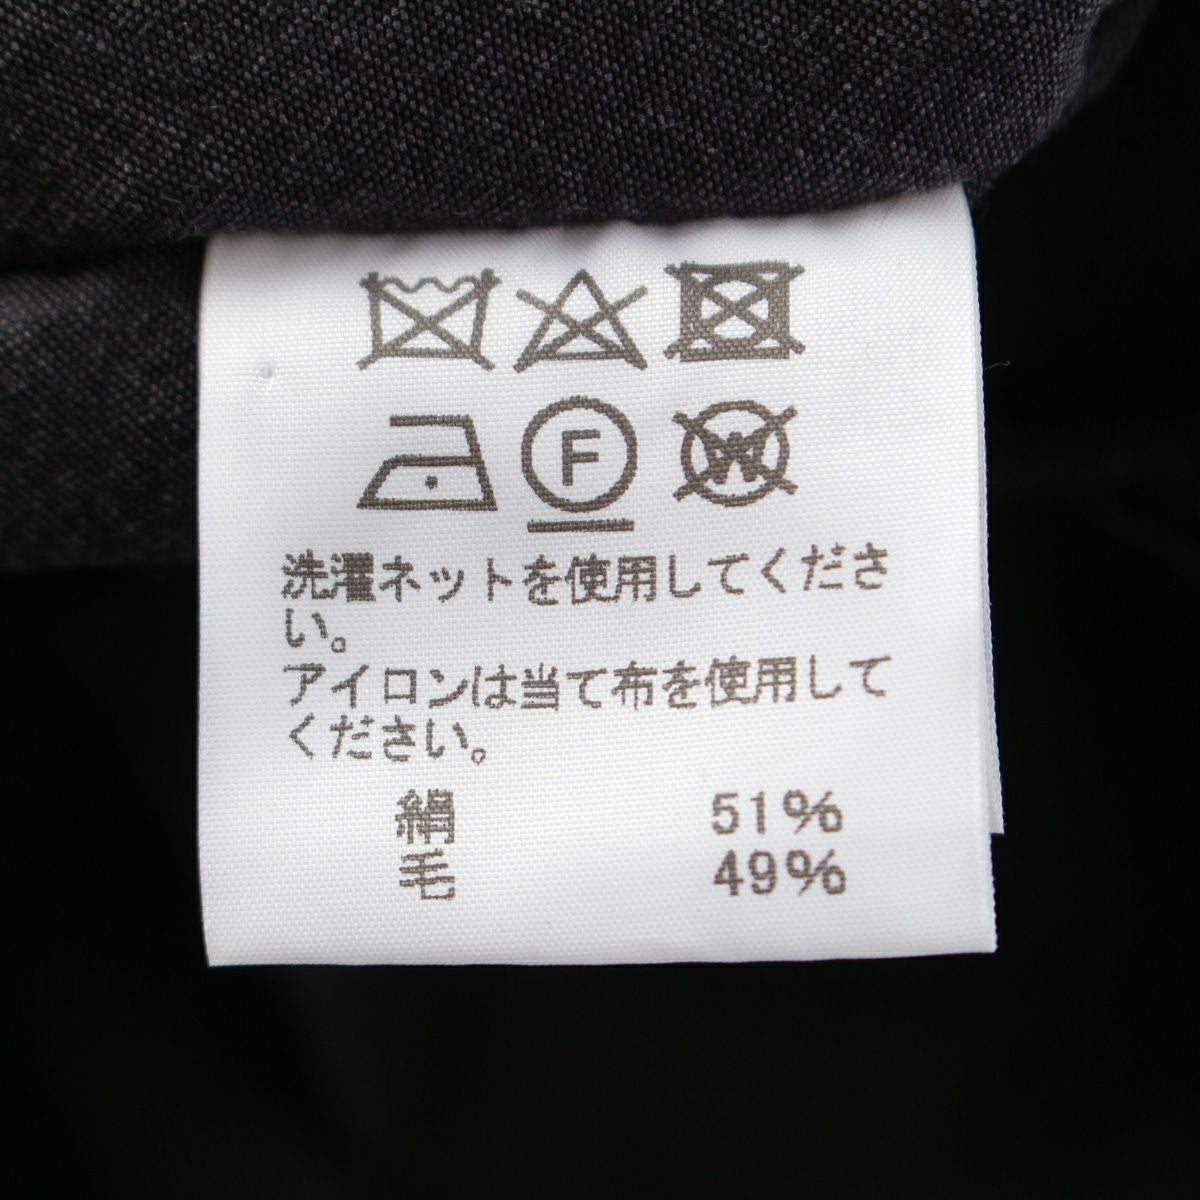 F W
洗濯ネットを使用してくださ
い。
アイロンは当て布を使用して
ください。
絹 51%
毛 49%